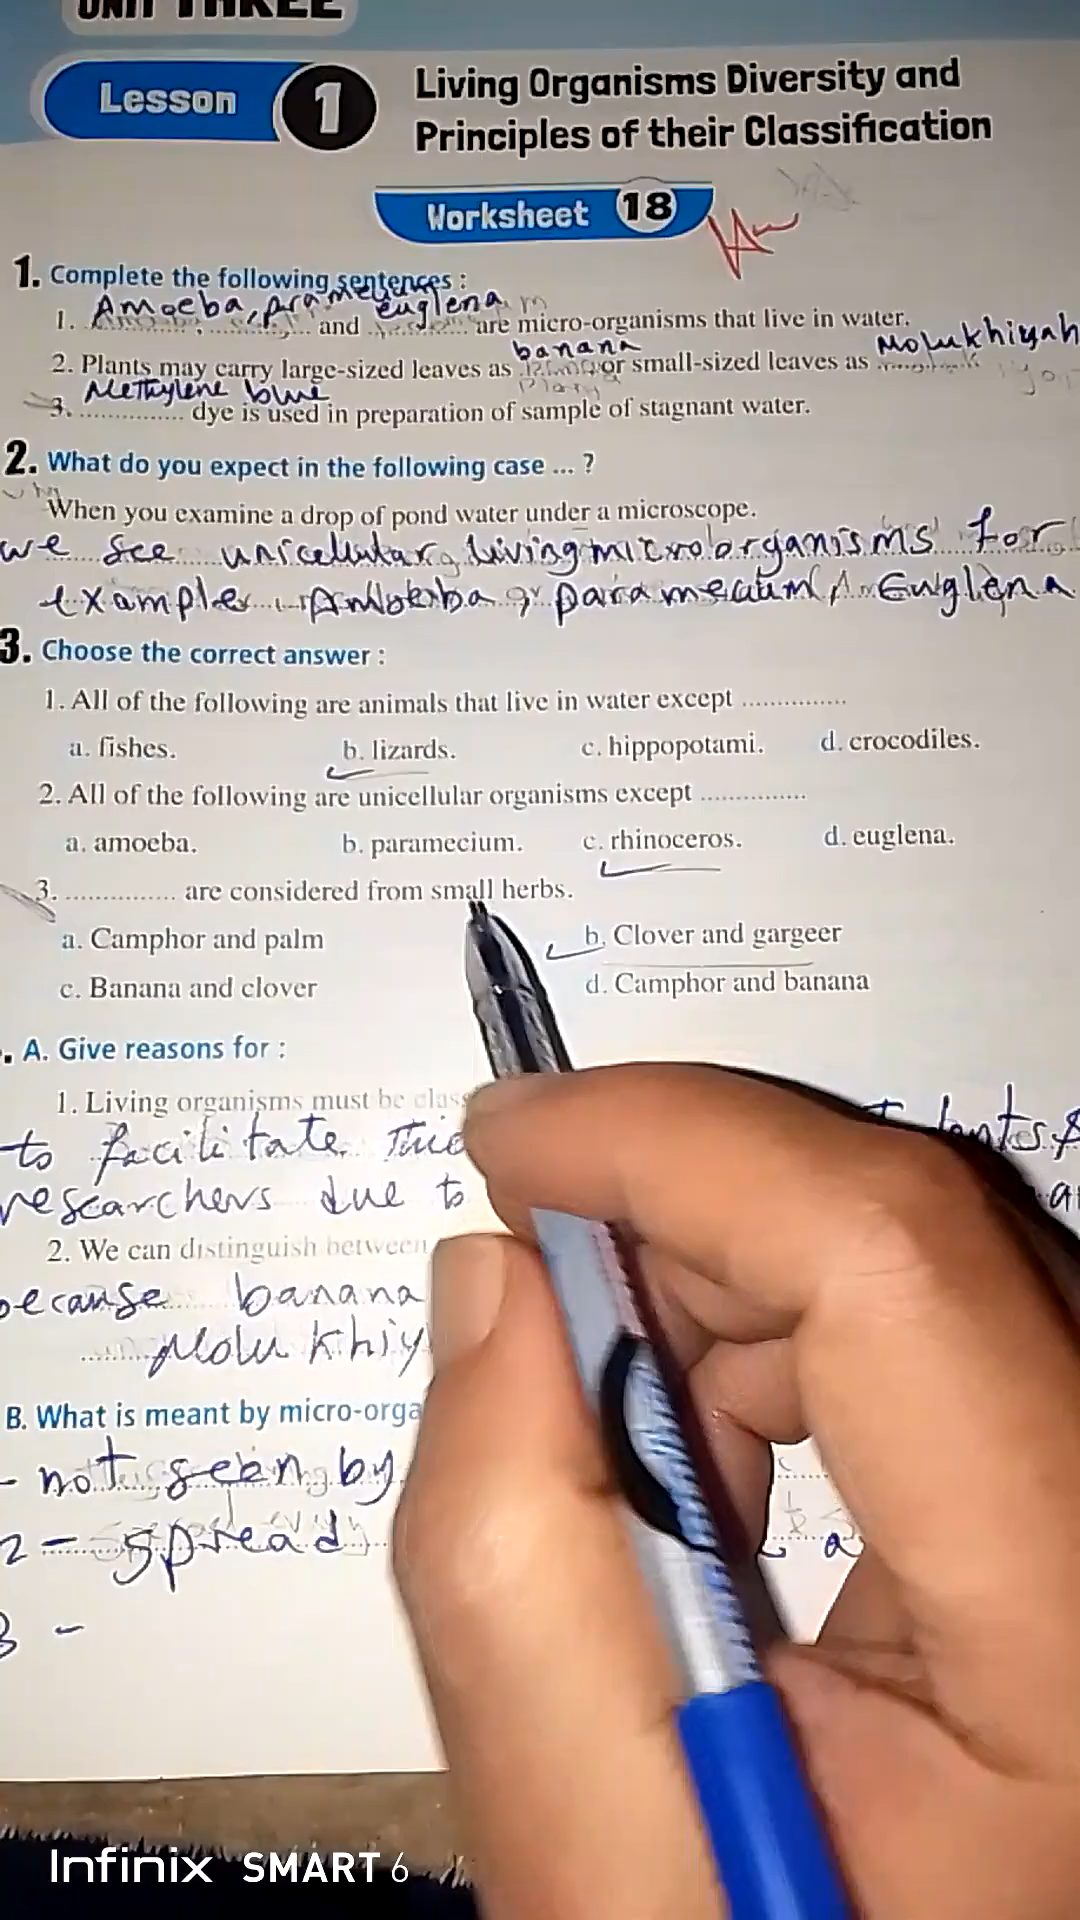 UNIT THREE
Lesson 1
Living Organisms Diversity and
Principles of their Classification
Worksheet 18
1. Complete the following sentences :
Amoeba, prame euglena
1. .............. , .............. and .............. are micro-organisms that live in water.
banana Molukhiyah
2. Plants may carry large-sized leaves as .............. or small-sized leaves as ..............
Methylene blue
3. .............. dye is used in preparation of sample of stagnant water.
2. What do you expect in the following case ... ?
When you examine a drop of pond water under a microscope.
we see unicellular living micro organisms for
example Amoeba, paramecium, Euglena
3. Choose the correct answer :
1. All of the following are animals that live in water except ..............
a. fishes. b. lizards. c. hippopotami. d. crocodiles.
2. All of the following are unicellular organisms except ..............
a. amoeba. b. paramecium. c. rhinoceros. d. euglena.
3. .............. are considered from small herbs.
a. Camphor and palm b. Clover and gargeer
c. Banana and clover d. Camphor and banana
. A. Give reasons for :
1. Living organisms must be class
to facilitate
researchers due to
2. We can distinguish between
because banana
Molukhiy
B. What is meant by micro-orga
- not seen by
2 - spread a
3 -
Infinix SMART 6